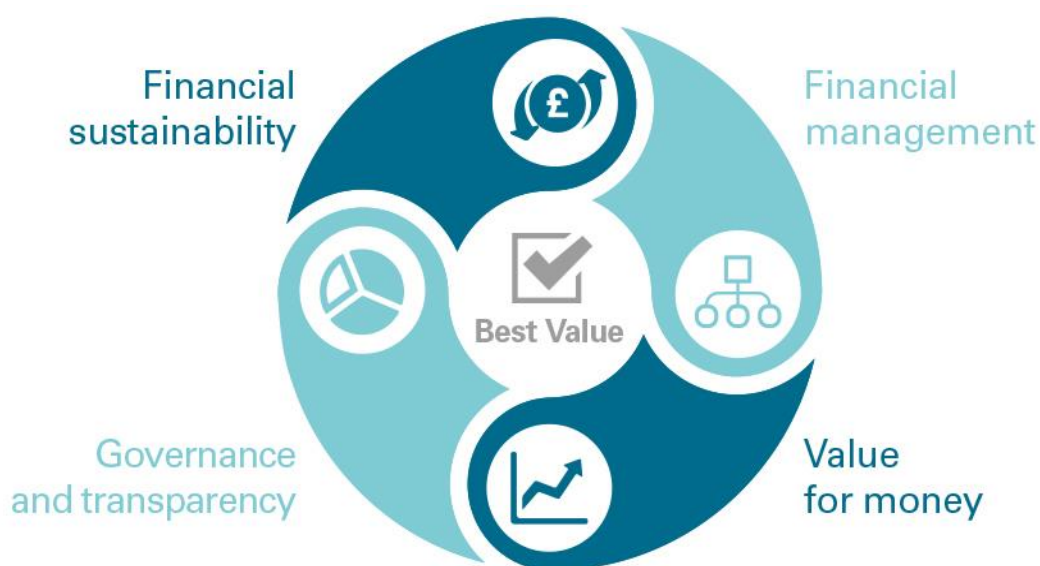 Financial
sustainability
Financial
management
£
Best Value
Governance
and transparency
Value
for money